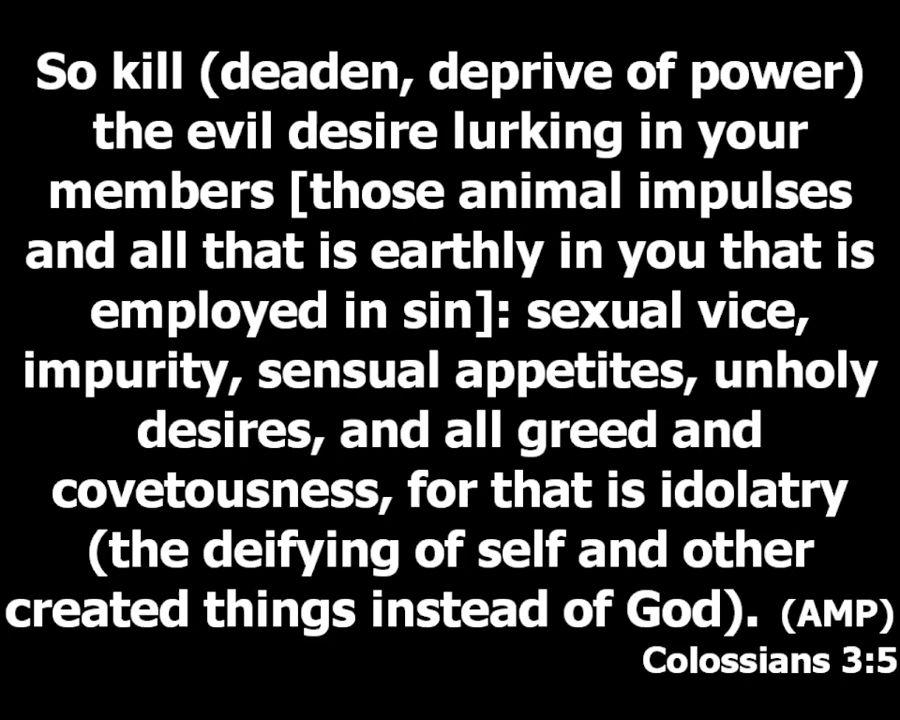 So kill (deaden, deprive of power)
the evil desire lurking in your
members [those animal impulses
and all that is earthly in you that is
employed in sin]: sexual vice,
impurity, sensual appetites, unholy
desires, and all greed and
covetousness, for that is idolatry
(the deifying of self and other
created things instead of God). (AMP)
Colossians 3:5